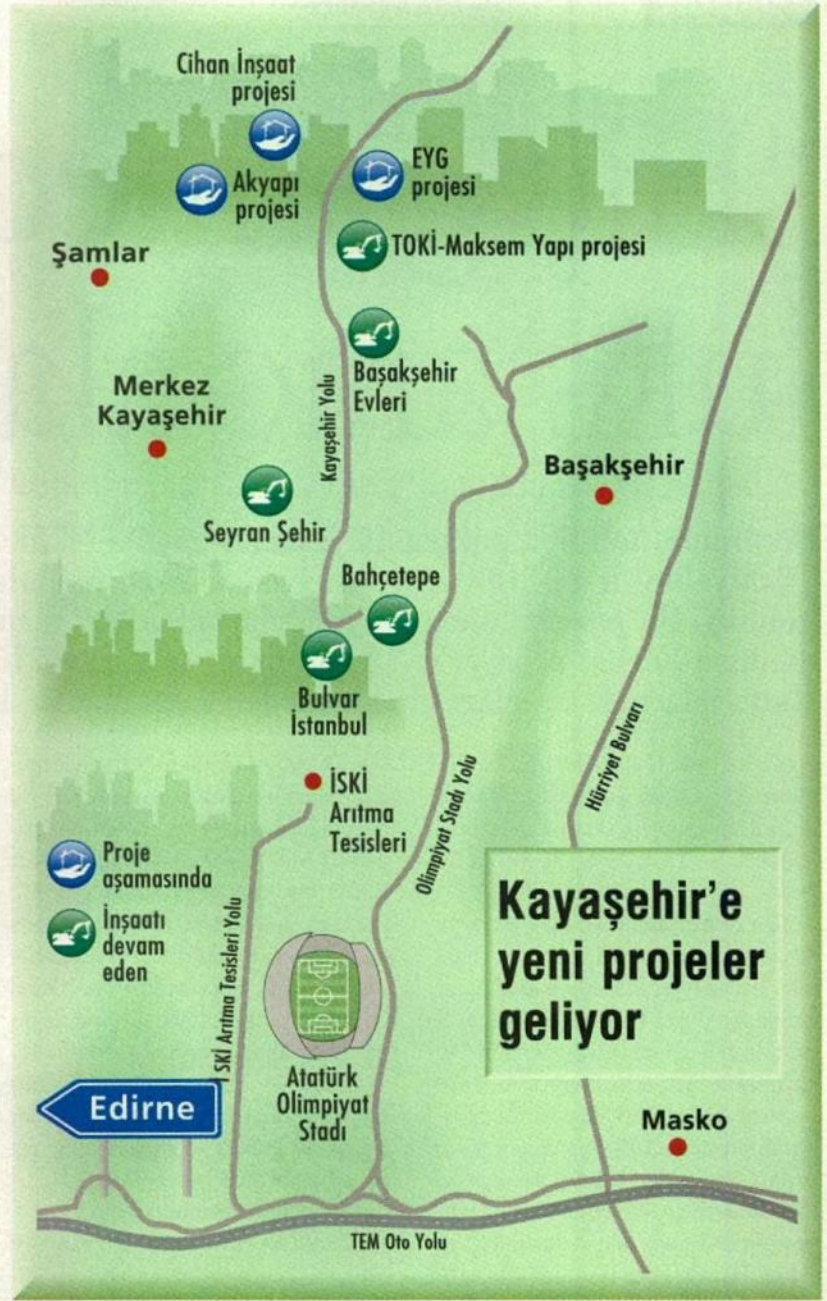 Cihan İnşaat
projesi
EYG
projesi
Akyapı
projesi
TOKİ-Maksem Yapı projesi
Şamlar
Başakşehir
Evleri
Merkez
Kayaşehir
Kayaşehir Yolu
Başakşehir
Seyran Şehir
Bahçetepe
Bulvar
İstanbul
Hürriyet Bulvarı
İSKİ
Arıtma
Tesisleri
Olimpiyat Stadı Yolu
Proje
aşamasında
İnşaatı
devam
eden
İSKİ Arıtma Tesisleri Yolu
Kayaşehir'e
yeni projeler
geliyor
Atatürk
Olimpiyat
Stadı
Edirne
Masko
TEM Oto Yolu